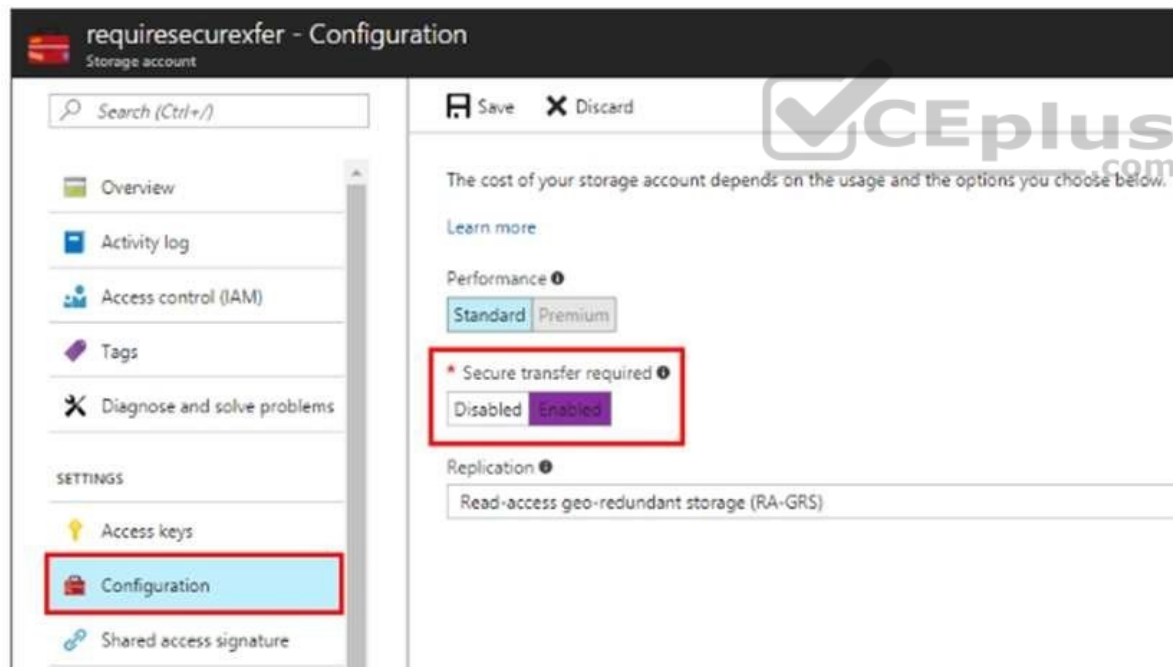 requiresecurexfer - Configuration
Storage account
Search (Ctrl+/)
Overview
Activity log
Access control (IAM)
Tags
Diagnose and solve problems
SETTINGS
Access keys
Configuration
Shared access signature
Save Discard
CEplus
.com
The cost of your storage account depends on the usage and the options you choose below.
Learn more
Performance
Standard Premium
* Secure transfer required
Disabled Enabled
Replication
Read-access geo-redundant storage (RA-GRS)